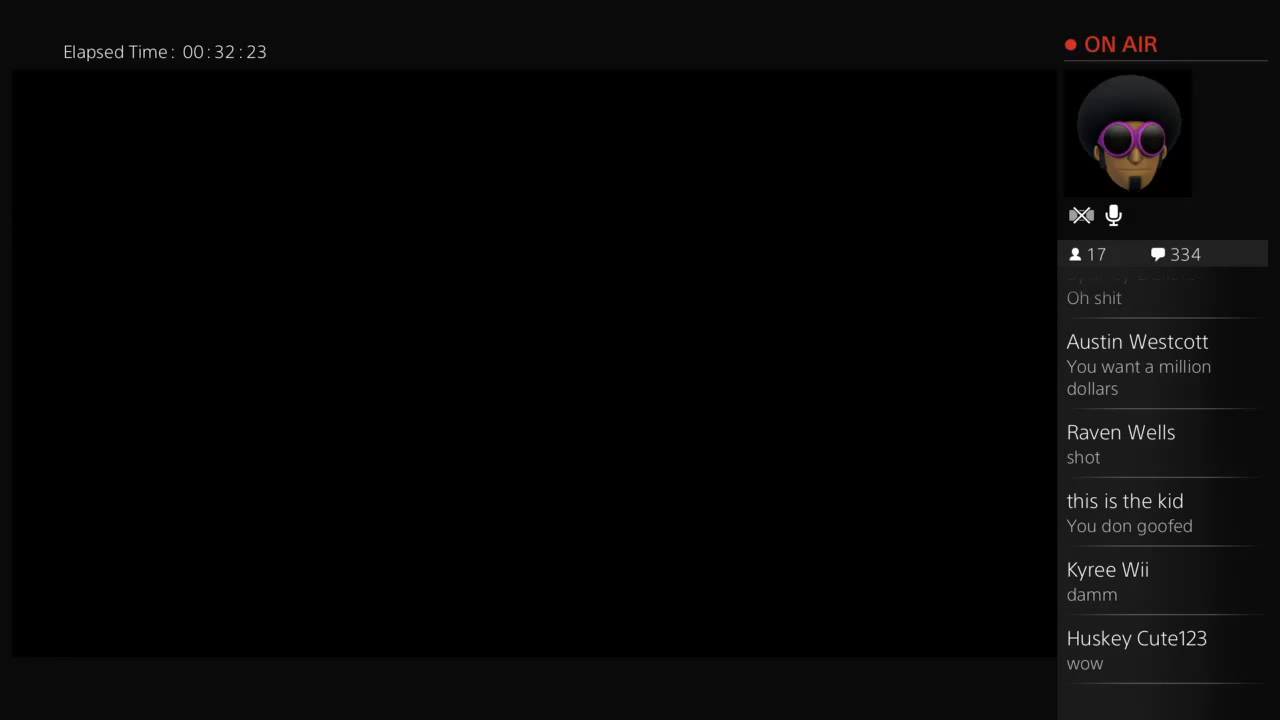 Elapsed Time: 00:32:23
ON AIR
17 334
Oh shit
Austin Westcott
You want a million
dollars
Raven Wells
shot
this is the kid
You don goofed
Kyree Wii
damm
Huskey Cute123
wow